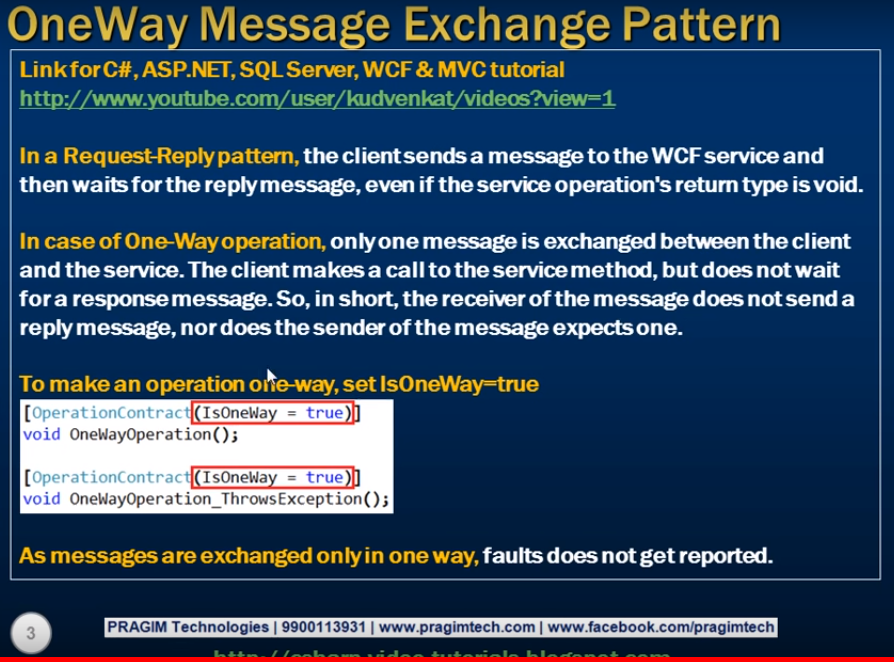 OneWay Message Exchange Pattern
Link for C#, ASP.NET, SQL Server, WCF & MVC tutorial
http://www.youtube.com/user/kudvenkat/videos?view=1
In a Request-Reply pattern, the client sends a message to the WCF service and
then waits for the reply message, even if the service operation's return type is void.
In case of One-Way operation, only one message is exchanged between the client
and the service. The client makes a call to the service method, but does not wait
for a response message. So, in short, the receiver of the message does not send a
reply message, nor does the sender of the message expects one.
To make an operation one-way, set IsOneWay=true
[OperationContract(IsOneWay = true)]
void OneWayOperation();
[OperationContract(IsOneWay = true)]
void OneWayOperation_ThrowsException();
As messages are exchanged only in one way, faults does not get reported.
3
PRAGIM Technologies | 9900113931 | www.pragimtech.com | www.facebook.com/pragimtech
http://csharp-video-tutorials.blogspot.com